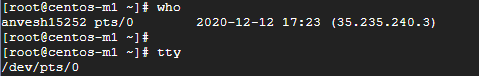 [root@centos-m1 ~]# who
anvesh15252 pts/0        2020-12-12 17:23 (35.235.240.3)
[root@centos-m1 ~]#
[root@centos-m1 ~]# tty
/dev/pts/0